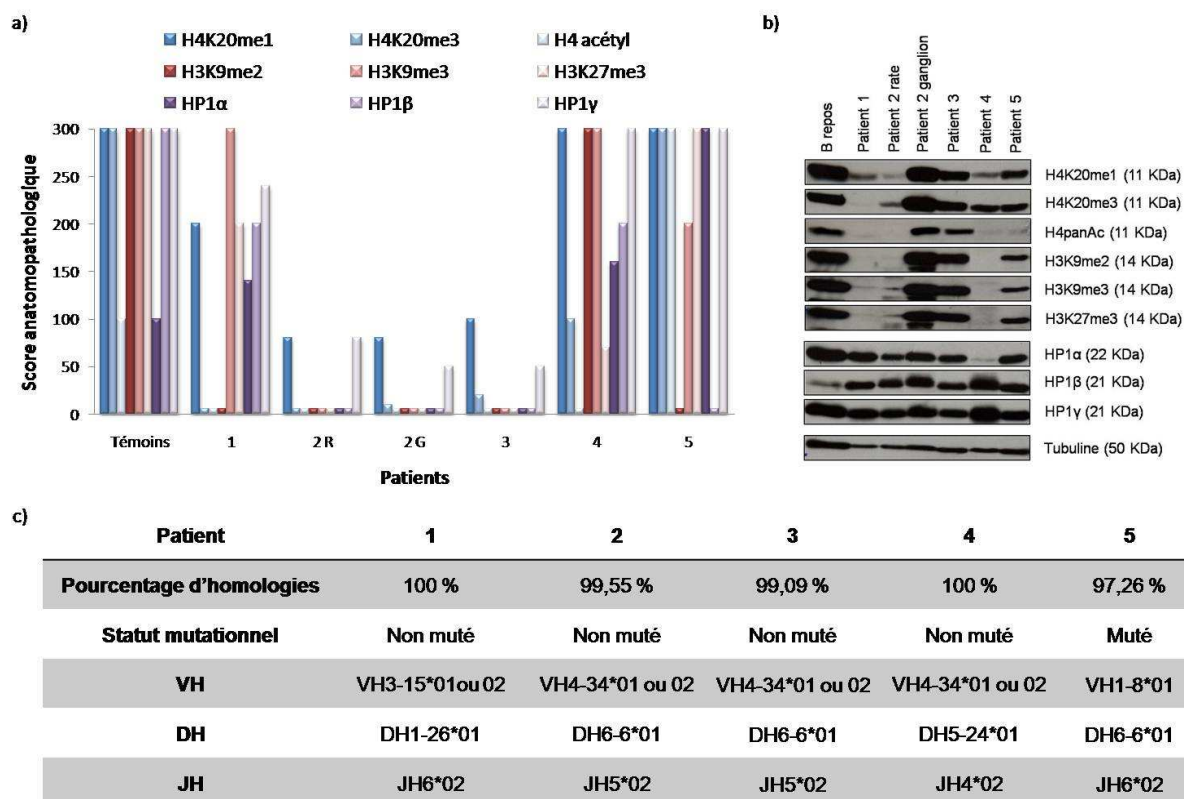 a)
H4K20me1 H4K20me3 H4 acétyl
H3K9me2 H3K9me3 H3K27me3
HP1α HP1β HP1γ
Score anatomopathologique
300
250
200
150
100
50
0
Témoins 1 2R 2G 3 4 5
Patients
b)
B repos
Patient 1
Patient 2 rate
Patient 2 ganglion
Patient 3
Patient 4
Patient 5
H4K20me1 (11 KDa)
H4K20me3 (11 KDa)
H4panAc (11 KDa)
H3K9me2 (14 KDa)
H3K9me3 (14 KDa)
H3K27me3 (14 KDa)
HP1α (22 KDa)
HP1β (21 KDa)
HP1γ (21 KDa)
Tubuline (50 KDa)
c)
Patient 1 2 3 4 5
Pourcentage d'homologies 100 % 99,55 % 99,09 % 100 % 97,26 %
Statut mutationnel Non muté Non muté Non muté Non muté Muté
VH VH3-15*01ou 02 VH4-34*01 ou 02 VH4-34*01 ou 02 VH4-34*01 ou 02 VH1-8*01
DH DH1-26*01 DH6-6*01 DH6-6*01 DH5-24*01 DH6-6*01
JH JH6*02 JH5*02 JH5*02 JH4*02 JH6*02